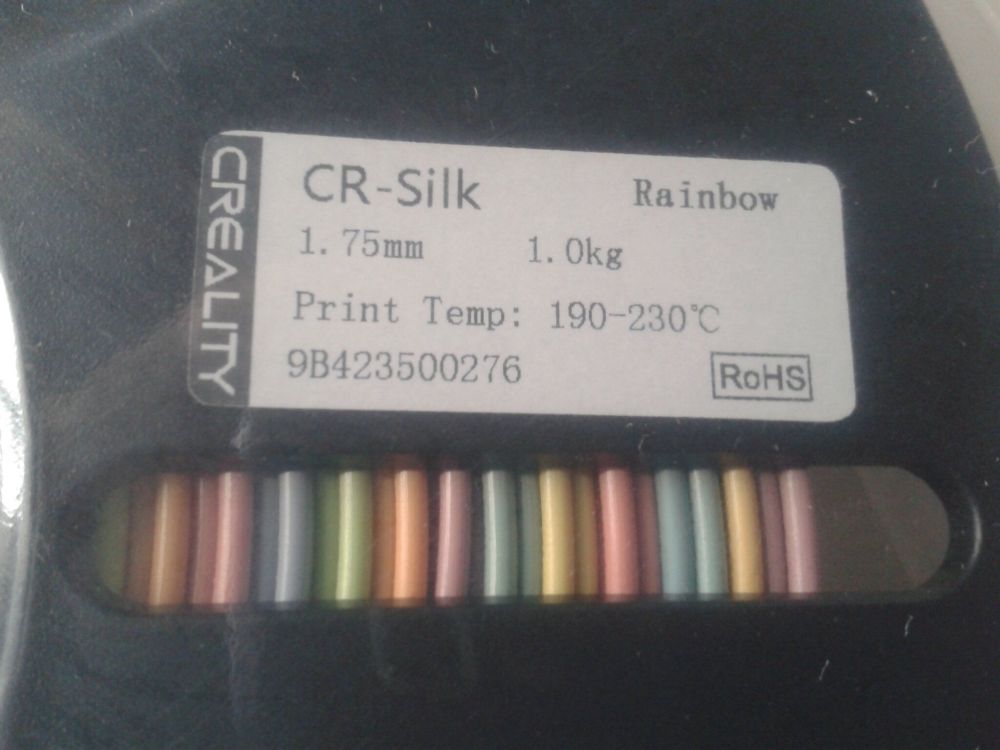 CREALITY
CR-Silk Rainbow
1.75mm 1.0kg
Print Temp: 190-230℃
9B423500276
RoHS